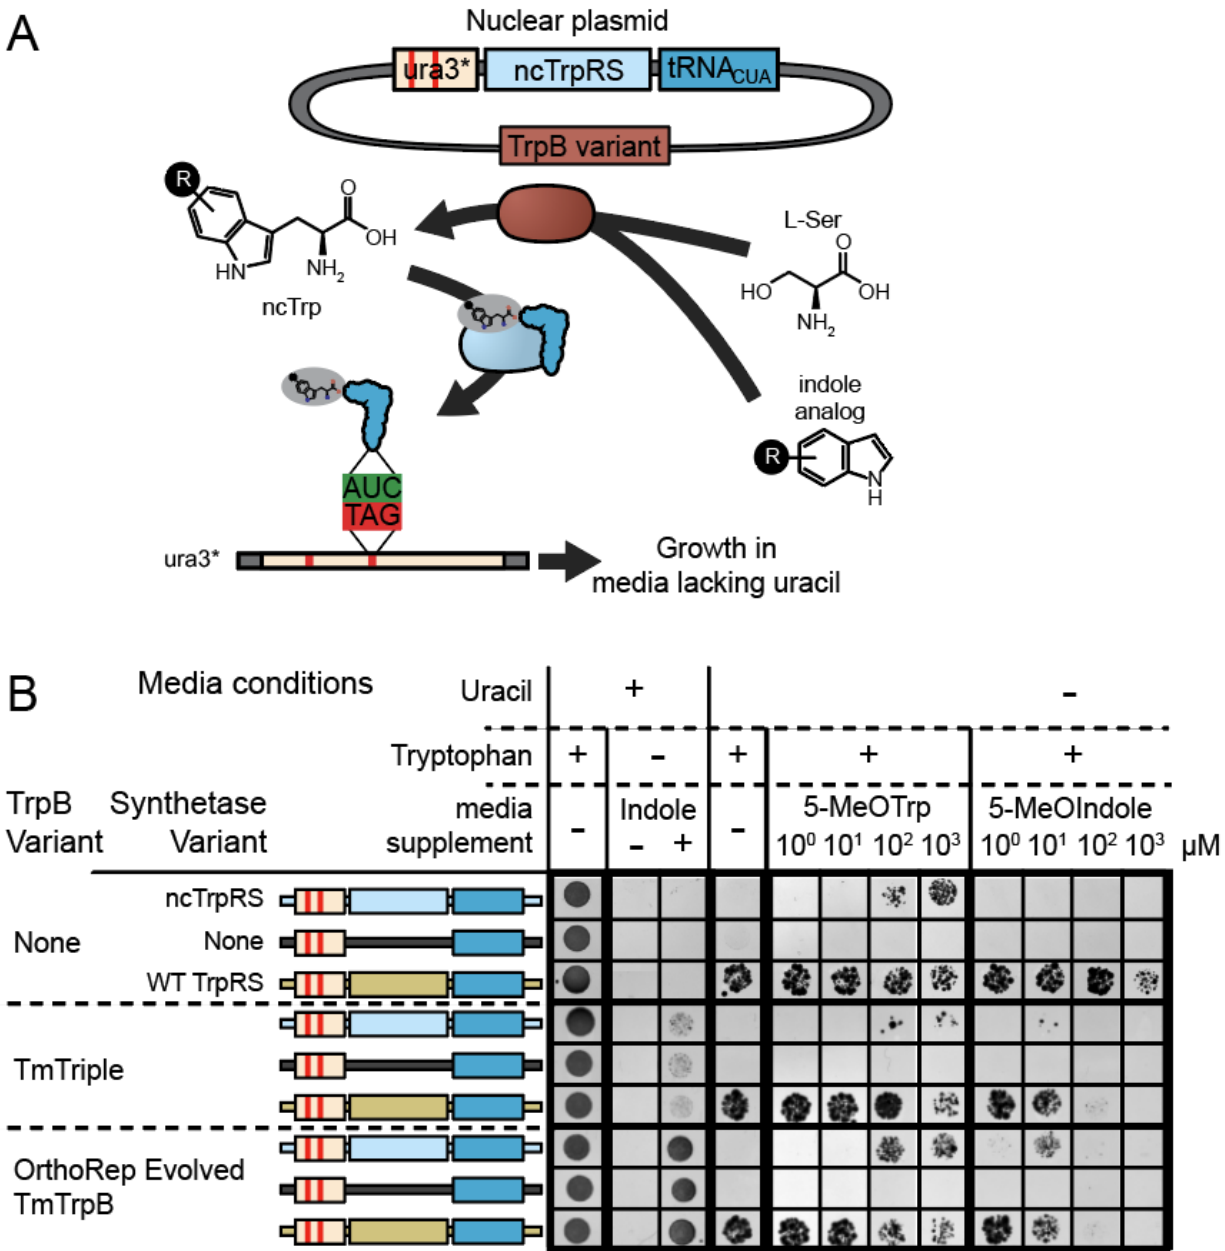 A
Nuclear plasmid
ura3* ncTrpRS tRNACUA
TrpB variant
R
O
OH
HN
NH2
ncTrp
L-Ser
O
HO
OH
NH2
indole
analog
R
N
H
AUC
TAG
ura3*
Growth in
media lacking uracil
B
Media conditions
Uracil + -
Tryptophan + - + + +
TrpB Synthetase media Indole 5-MeOTrp 5-MeOIndole
Variant Variant supplement - - + - 10⁰ 10¹ 10² 10³ 10⁰ 10¹ 10² 10³ µM
ncTrpRS
None None
WT TrpRS
TmTriple
OrthoRep Evolved
TmTrpB